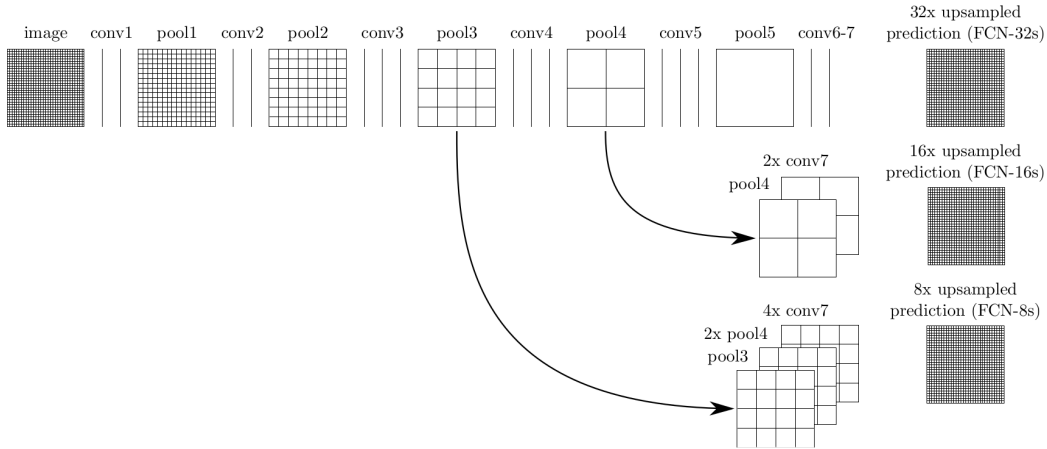 image conv1 pool1 conv2 pool2 conv3 pool3 conv4 pool4 conv5 pool5 conv6-7
32x upsampled
prediction (FCN-32s)
16x upsampled
prediction (FCN-16s)
2x conv7
pool4
8x upsampled
prediction (FCN-8s)
4x conv7
2x pool4
pool3